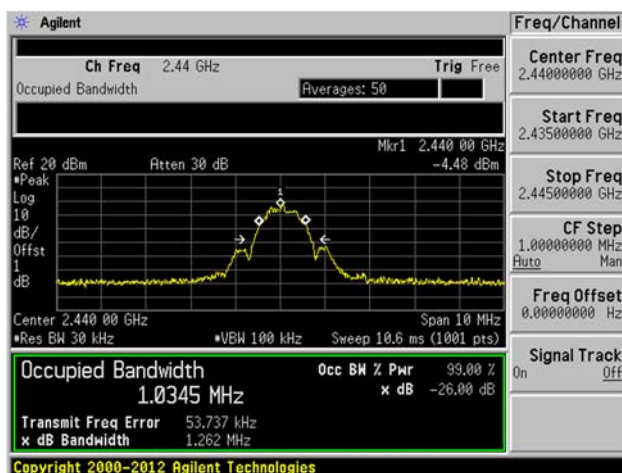 Agilent
Freq/Channel
Ch Freq 2.44 GHz Trig Free
Occupied Bandwidth Averages: 50
Center Freq
2.44000000 GHz
Start Freq
2.43500000 GHz
Stop Freq
2.44500000 GHz
CF Step
1.00000000 MHz
Auto Man
Freq Offset
0.00000000 Hz
Signal Track
On Off
Mkr1 2.440 00 GHz
Ref 20 dBm Atten 30 dB -4.48 dBm
Peak
Log
10
dB/
Offst
1
dB
1
Center 2.440 00 GHz Span 10 MHz
Res BW 30 kHz VBW 100 kHz Sweep 10.6 ms (1001 pts)
Occupied Bandwidth Occ BW % Pwr 99.00 %
1.0345 MHz x dB -26.00 dB
Transmit Freq Error 53.737 kHz
x dB Bandwidth 1.262 MHz
Copyright 2000-2012 Agilent Technologies